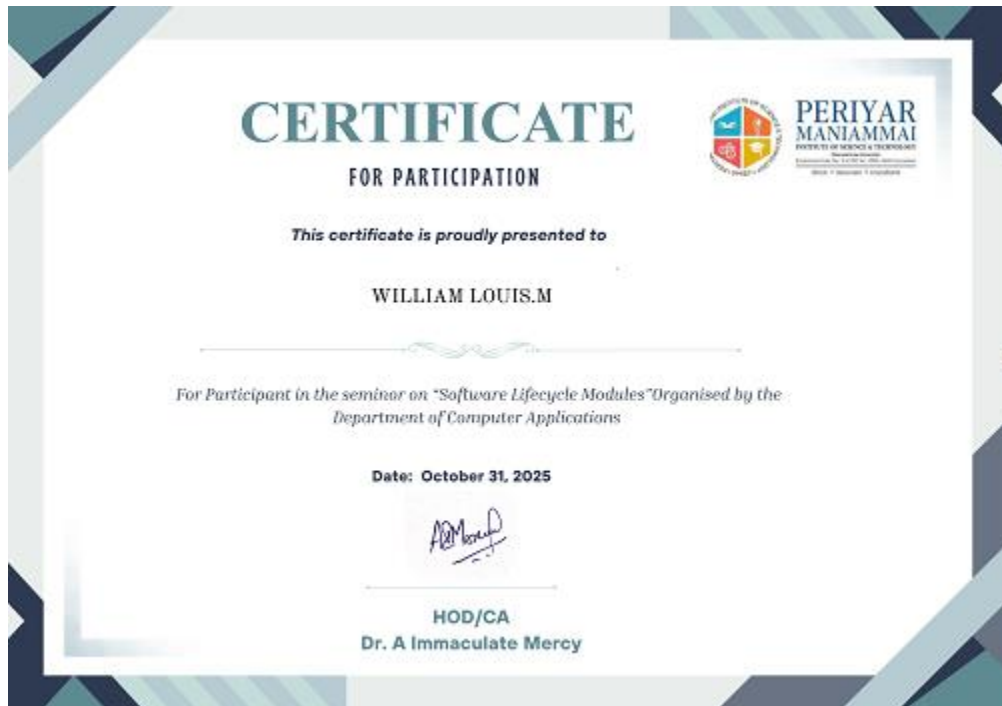 CERTIFICATE
FOR PARTICIPATION
PERIYAR
MANIAMMAI
INSTITUTE OF SCIENCE & TECHNOLOGY
This certificate is proudly presented to
WILLIAM LOUIS.M
For Participant in the seminor on "Software Lifecycle Modules"Organised by the
Department of Computer Applications
Date: October 31, 2025
HOD/CA
Dr. A Immaculate Mercy